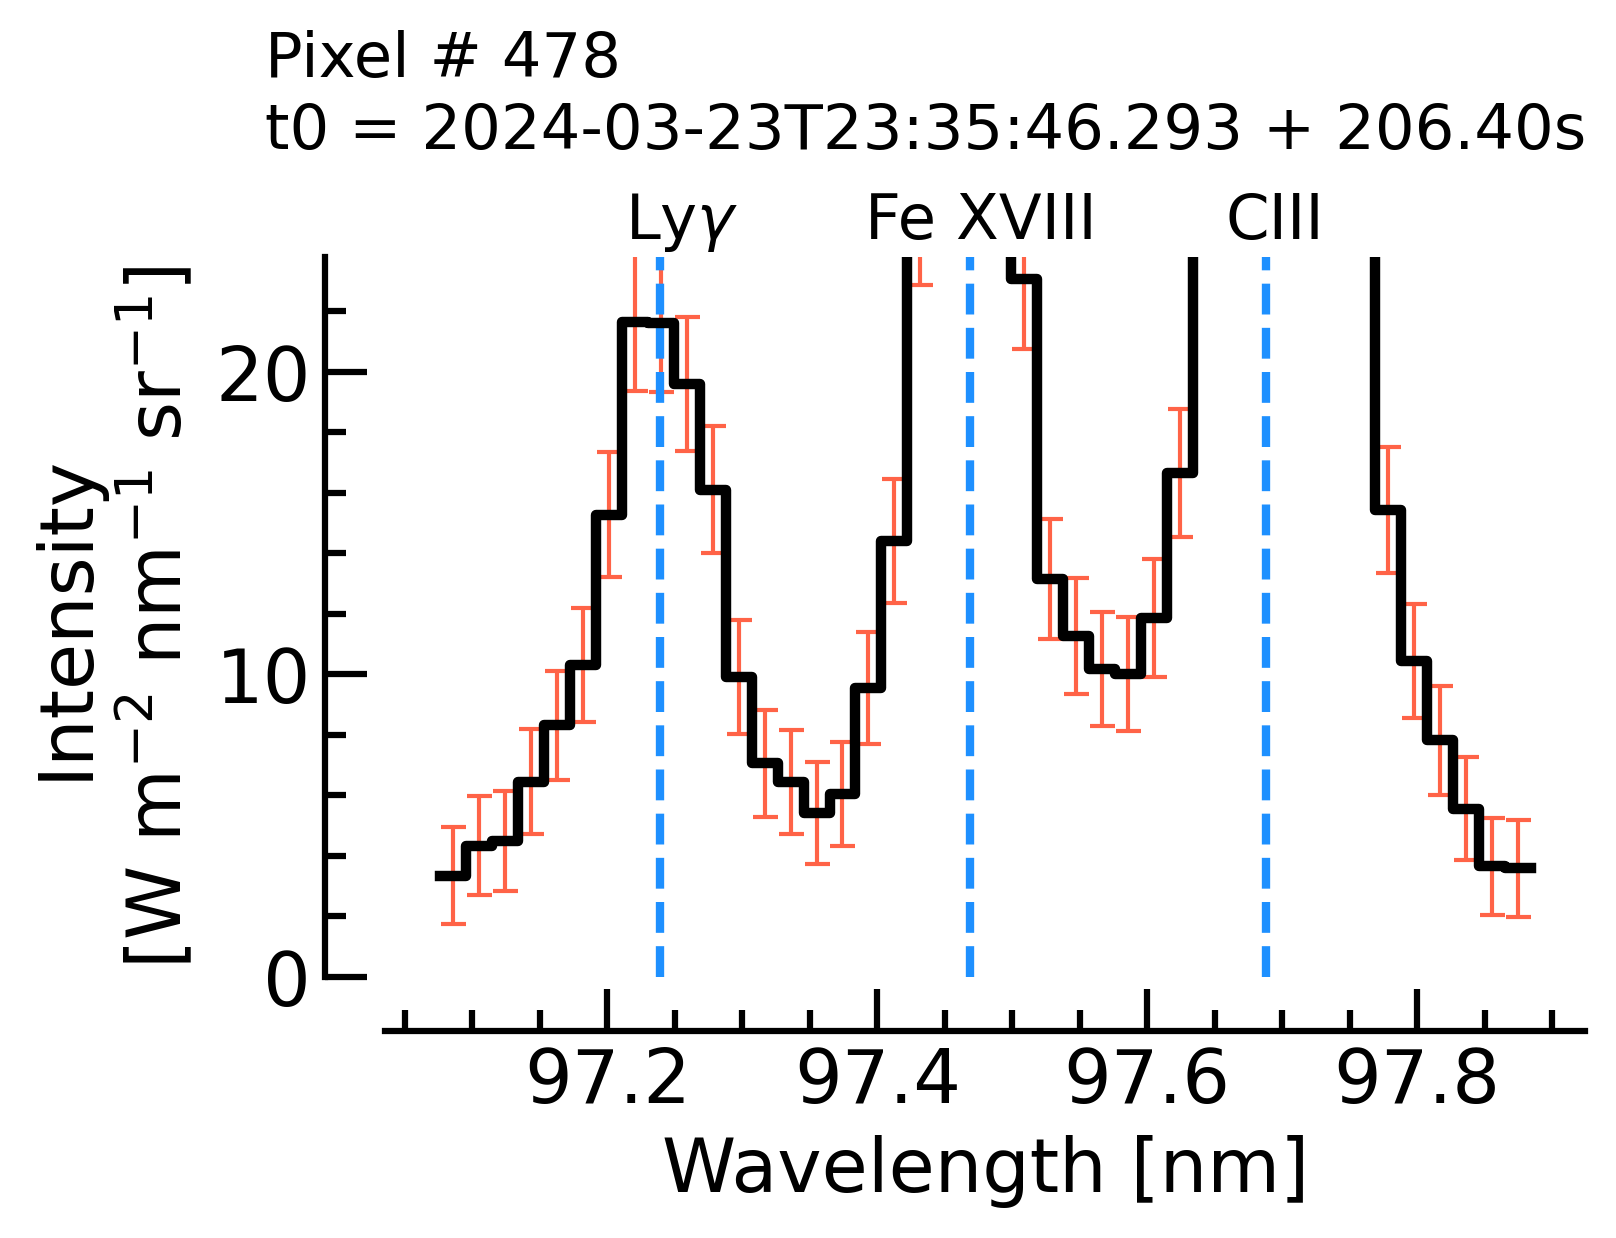 Pixel # 478
t0 = 2024-03-23T23:35:46.293 + 206.40s
Lyγ Fe XVIII CIII
Intensity
[W m⁻² nm⁻¹ sr⁻¹]
20
10
0
97.2 97.4 97.6 97.8
Wavelength [nm]